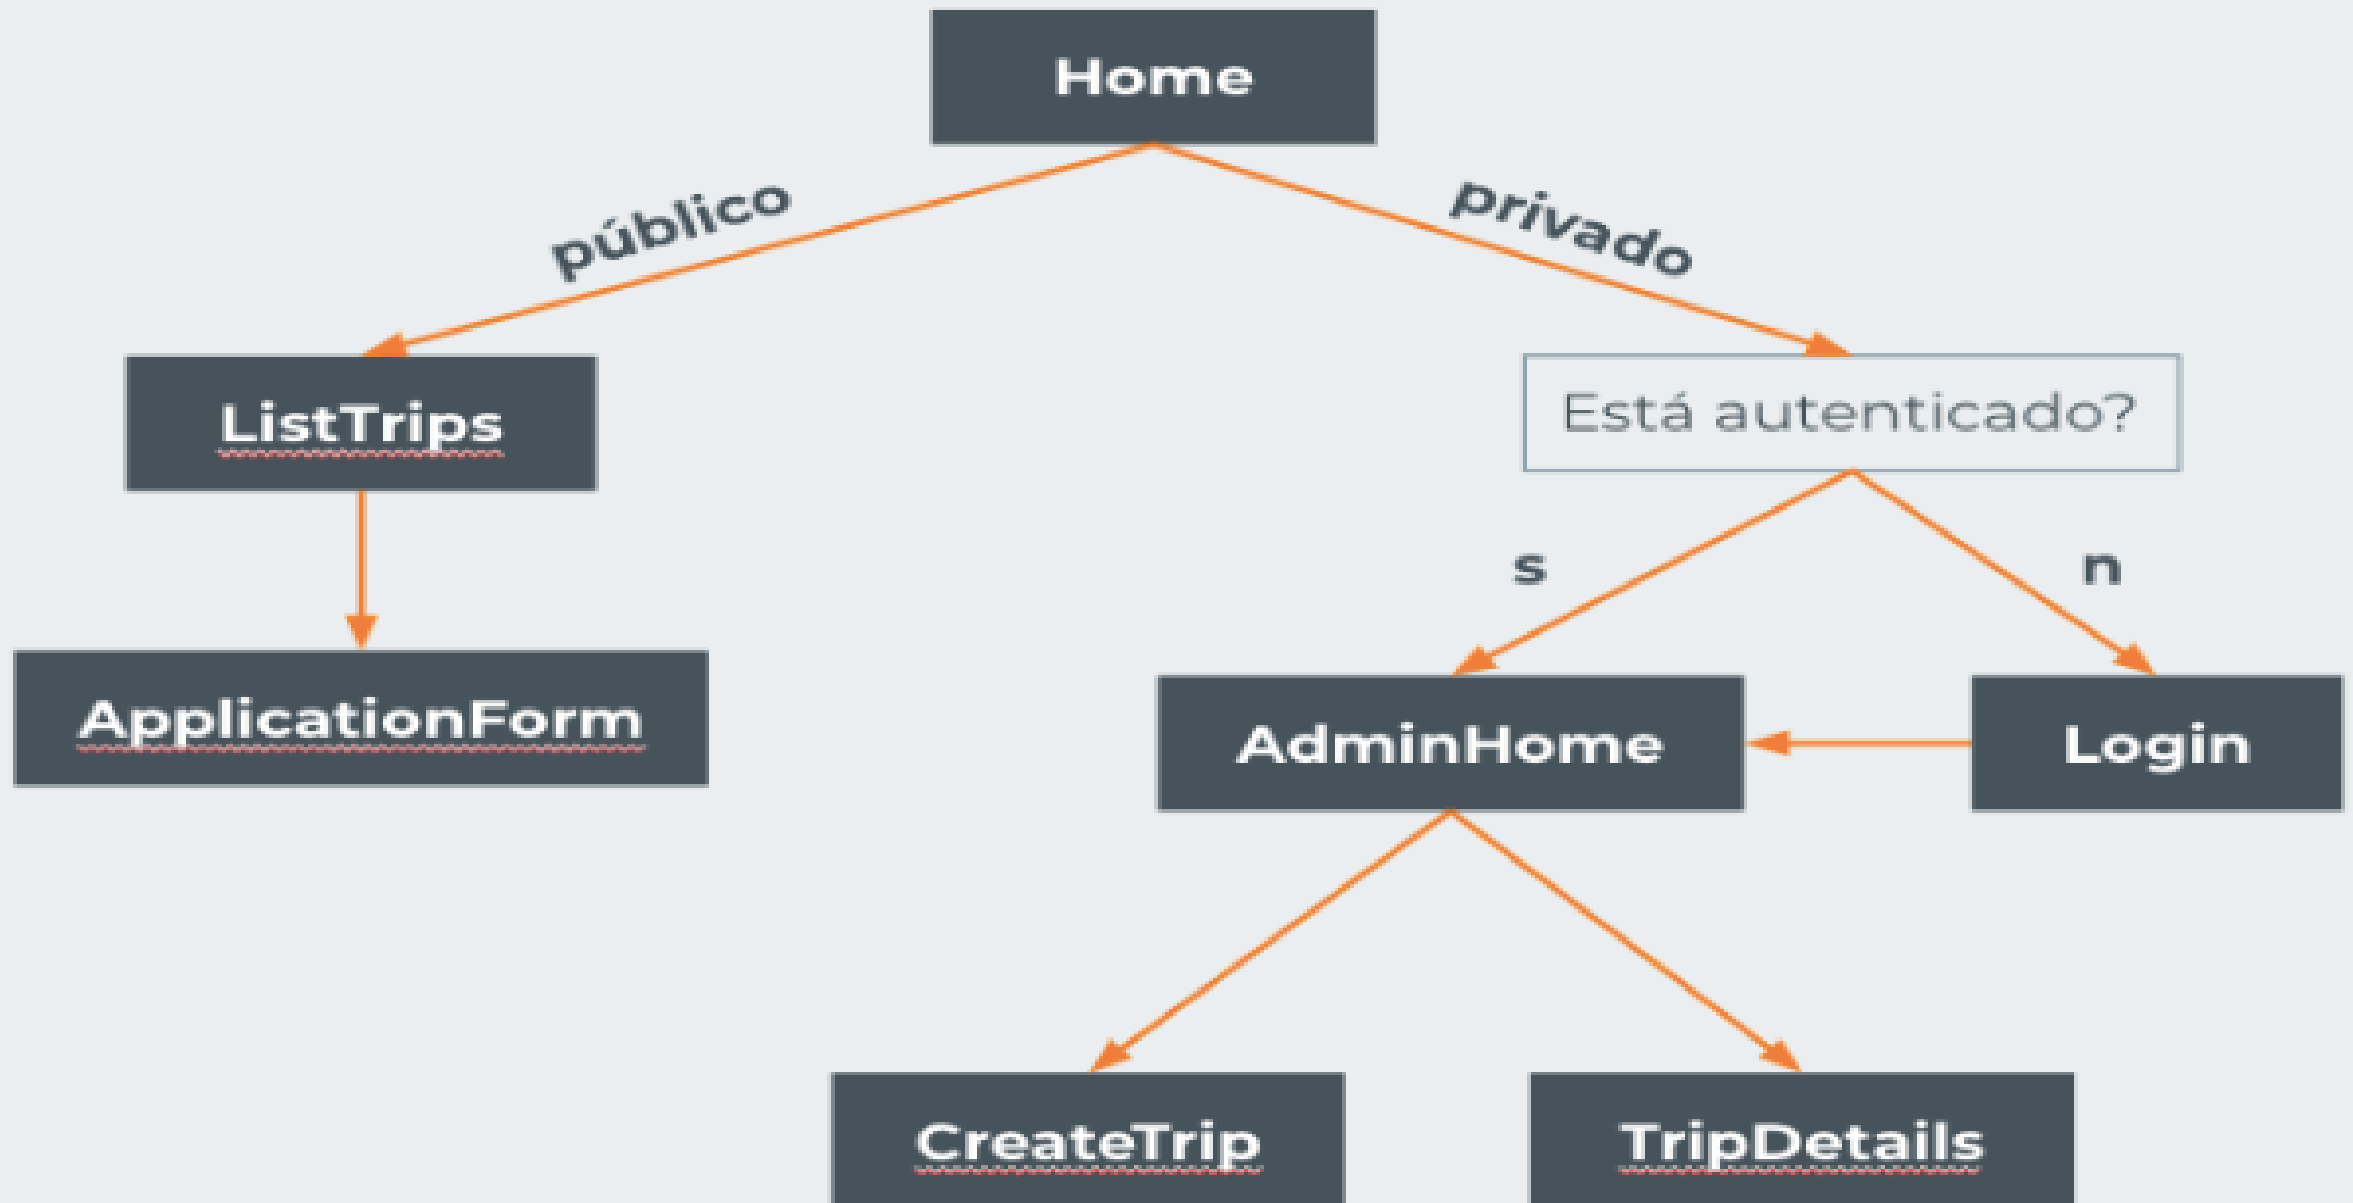 Home
público
privado
ListTrips
Está autenticado?
s
n
ApplicationForm
AdminHome
Login
CreateTrip
TripDetails